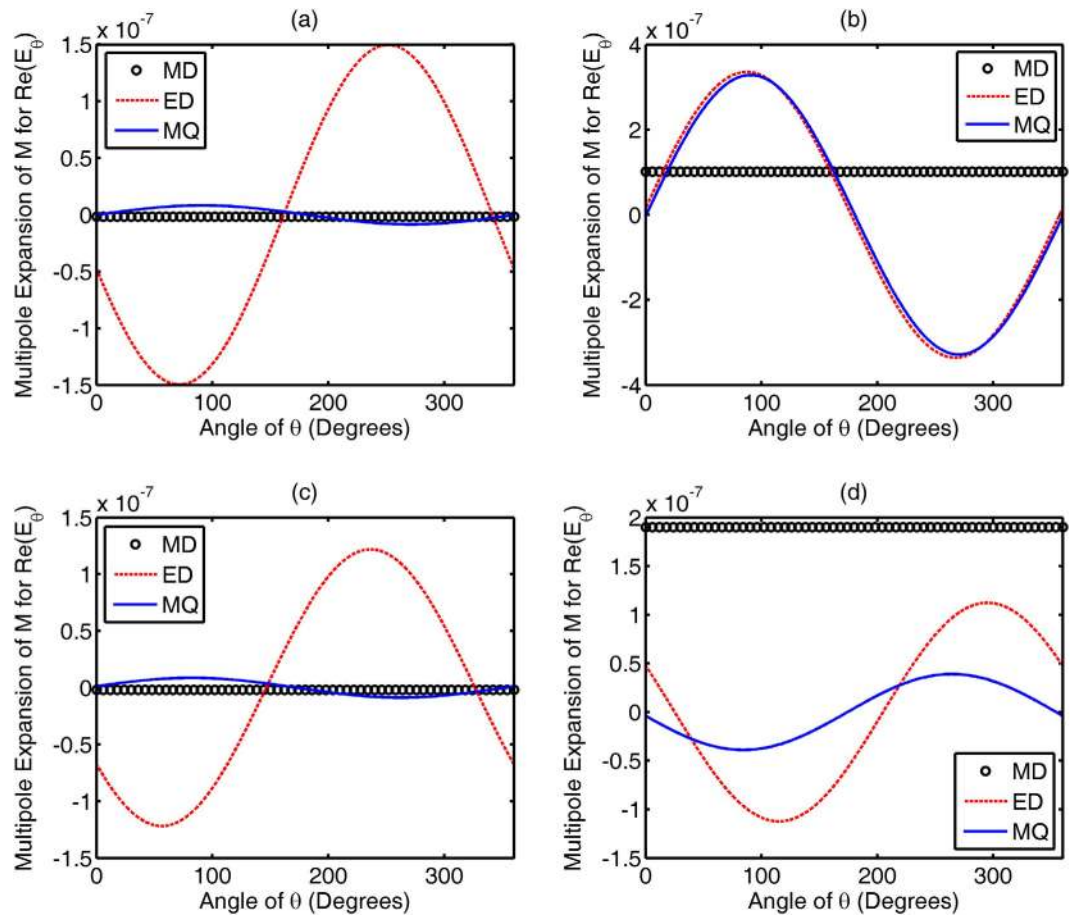 (a)
x 10⁻⁷
Multipole Expansion of M for Re(E_θ)
1.5
1
0.5
0
-0.5
-1
-1.5
MD
ED
MQ
0 100 200 300
Angle of θ (Degrees)
(b)
x 10⁻⁷
Multipole Expansion of M for Re(E_θ)
4
2
0
-2
-4
MD
ED
MQ
0 100 200 300
Angle of θ (Degrees)
(c)
x 10⁻⁷
Multipole Expansion of M for Re(E_θ)
1.5
1
0.5
0
-0.5
-1
-1.5
MD
ED
MQ
0 100 200 300
Angle of θ (Degrees)
(d)
x 10⁻⁷
Multipole Expansion of M for Re(E_θ)
2
1.5
1
0.5
0
-0.5
-1
-1.5
MD
ED
MQ
0 100 200 300
Angle of θ (Degrees)